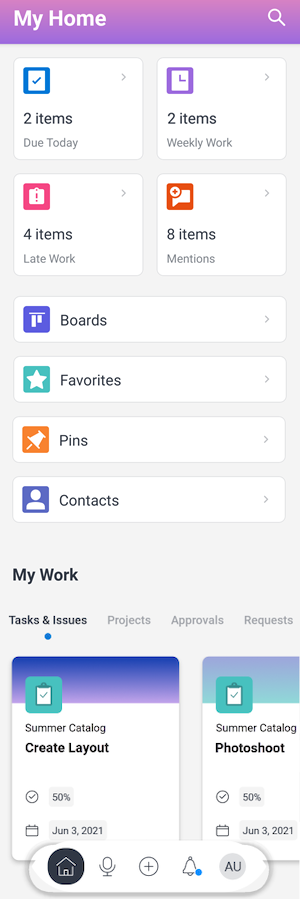 My Home
2 items
Due Today
2 items
Weekly Work
4 items
Late Work
8 items
Mentions
Boards
Favorites
Pins
Contacts
My Work
Tasks & Issues Projects Approvals Requests
Summer Catalog
Create Layout
50%
Jun 3, 2021
Summer Catalog
Photoshoot
50%
Jun 3, 2021
AU